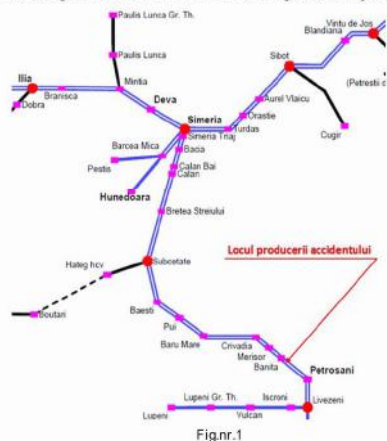 Paulis Lunca Gr. Th.
Paulis Lunca
Vintu de Jos
Blandiana
Sibot
(Petresti d
Ilia
Mintia
Branisca
Dobra
Deva
Aurel Vlaicu
Orastie
Cugir
Simeria
Simeria Triaj
Turdas
Barcea Mica
Bacia
Pestis
Calan Bai
Calan
Hunedoara
Bretea Streiului
Locul producerii accidentului
Hateg hcv
Subcetate
Boutari
Baesti
Pui
Baru Mare
Crivadia
Merisor
Banita
Petrosani
Lupeni Gr. Th.
Iscroni
Livezeni
Lupeni
Vulcan
Fig.nr.1